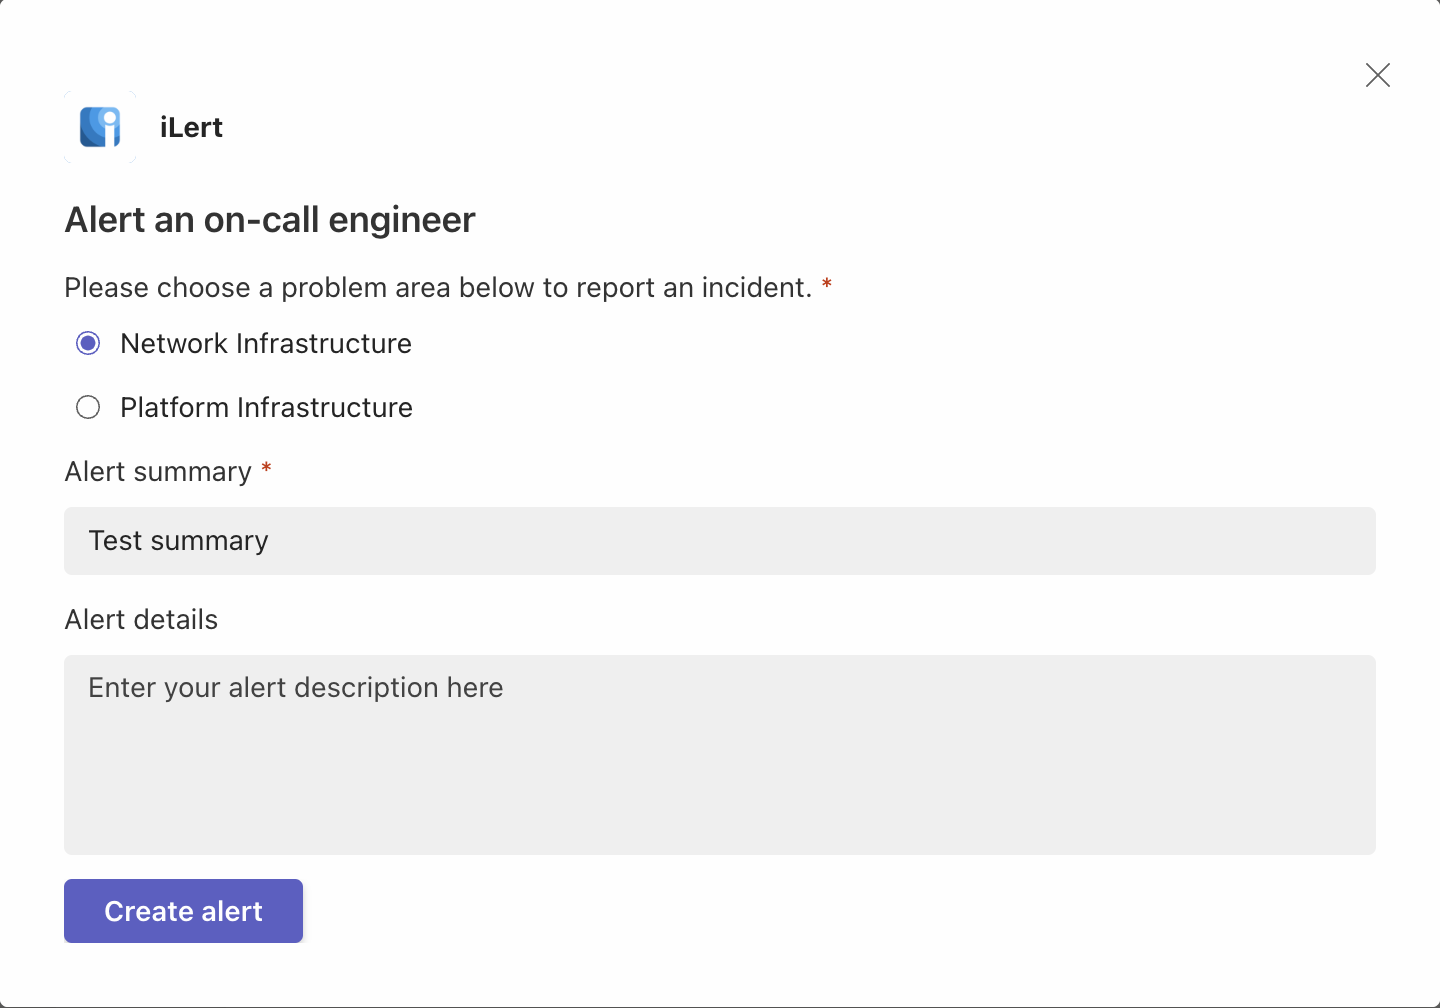 iLert
Alert an on-call engineer
Please choose a problem area below to report an incident. *
Network Infrastructure
Platform Infrastructure
Alert summary *
Test summary
Alert details
Enter your alert description here
Create alert